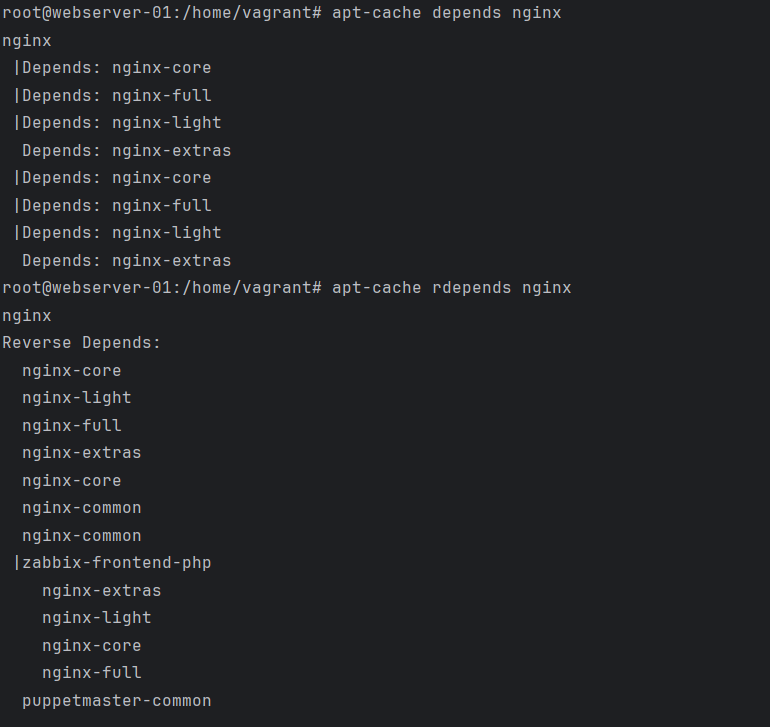 root@webserver-01:/home/vagrant# apt-cache depends nginx
nginx
 |Depends: nginx-core
 |Depends: nginx-full
 |Depends: nginx-light
  Depends: nginx-extras
 |Depends: nginx-core
 |Depends: nginx-full
 |Depends: nginx-light
  Depends: nginx-extras
root@webserver-01:/home/vagrant# apt-cache rdepends nginx
nginx
Reverse Depends:
  nginx-core
  nginx-light
  nginx-full
  nginx-extras
  nginx-core
  nginx-common
  nginx-common
 |zabbix-frontend-php
    nginx-extras
    nginx-light
    nginx-core
    nginx-full
  puppetmaster-common